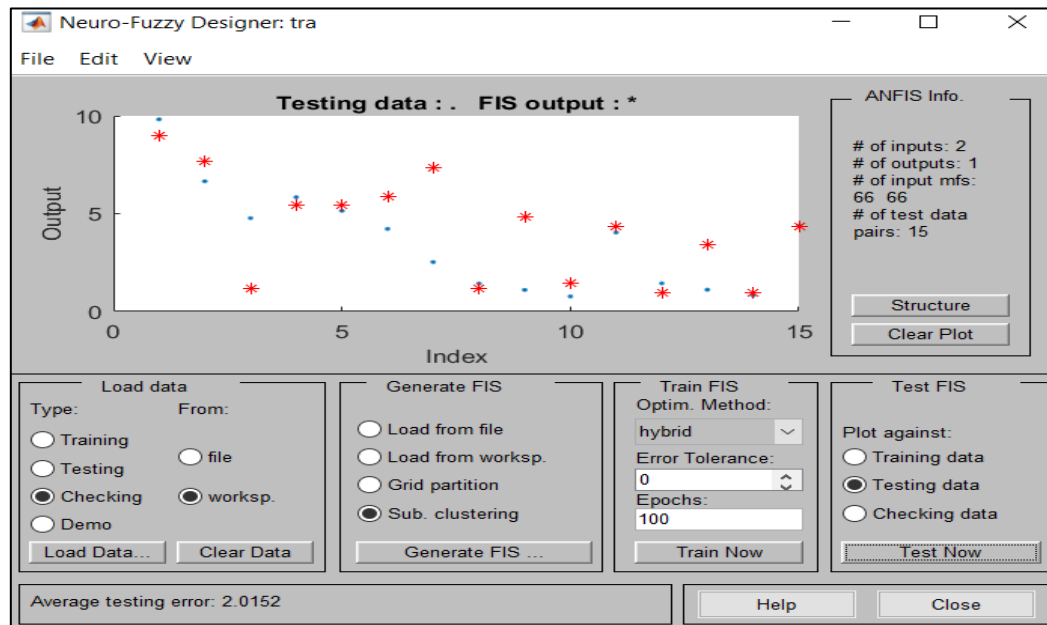 Neuro-Fuzzy Designer: tra
File Edit View
Testing data : . FIS output : *
10
5
0
Output
0 5 10 15
Index
ANFIS Info.
# of inputs: 2
# of outputs: 1
# of input mfs:
66 66
# of test data
pairs: 15
Structure
Clear Plot
Load data
Type: From:
Training
Testing
Checking
Demo
file
worksp.
Load Data...
Clear Data
Generate FIS
Load from file
Load from worksp.
Grid partition
Sub. clustering
Generate FIS ...
Train FIS
Optim. Method:
hybrid
Error Tolerance:
0
Epochs:
100
Train Now
Test FIS
Plot against:
Training data
Testing data
Checking data
Test Now
Average testing error: 2.0152
Help
Close